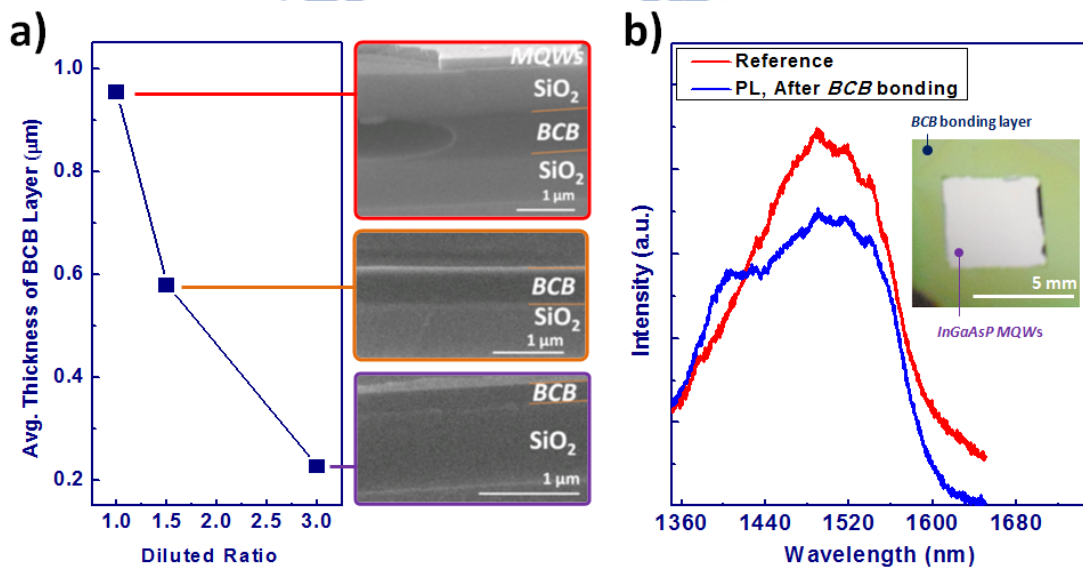 a)
Avg. Thickness of BCB Layer (μm)
1.0
0.8
0.6
0.4
0.2
1.0 1.5 2.0 2.5 3.0
Diluted Ratio
MQWs
SiO2
BCB
SiO2
1 μm
BCB
SiO2
1 μm
BCB
SiO2
1 μm
b)
Reference
PL, After BCB bonding
BCB bonding layer
5 mm
InGaAsP MQWs
Intensity (a.u.)
1360 1440 1520 1600 1680
Wavelength (nm)